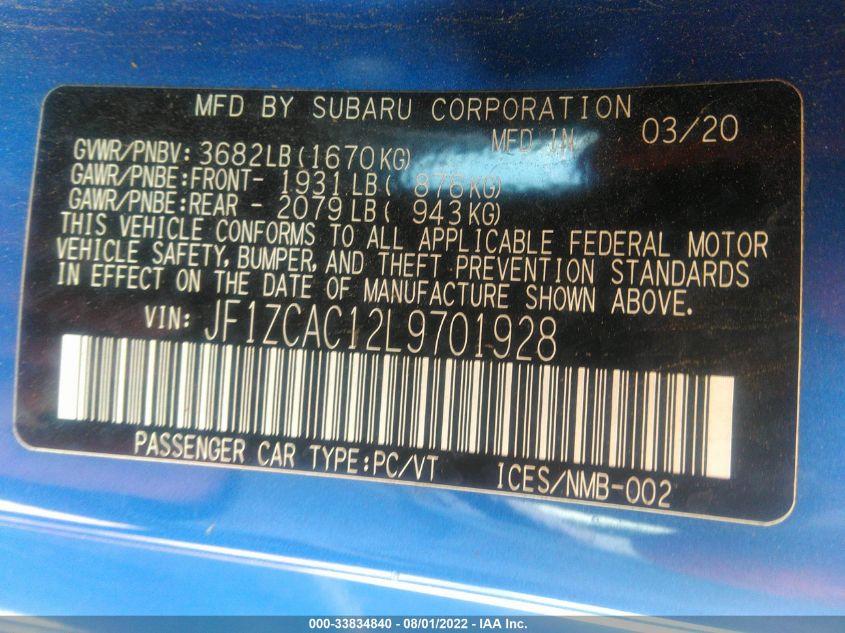 MFD BY SUBARU CORPORATION
MFD IN 03/20
GVWR/PNBV: 3682LB(1670KG)
GAWR/PNBE:FRONT- 1931LB( 876KG)
GAWR/PNBE:REAR - 2079LB( 943KG)
THIS VEHICLE CONFORMS TO ALL APPLICABLE FEDERAL MOTOR
VEHICLE SAFETY, BUMPER, AND THEFT PREVENTION STANDARDS
IN EFFECT ON THE DATE OF MANUFACTURE SHOWN ABOVE.
VIN: JF1ZCAC12L9701928
PASSENGER CAR TYPE:PC/VT ICES/NMB-002
000-33834840 - 08/01/2022 - IAA Inc.